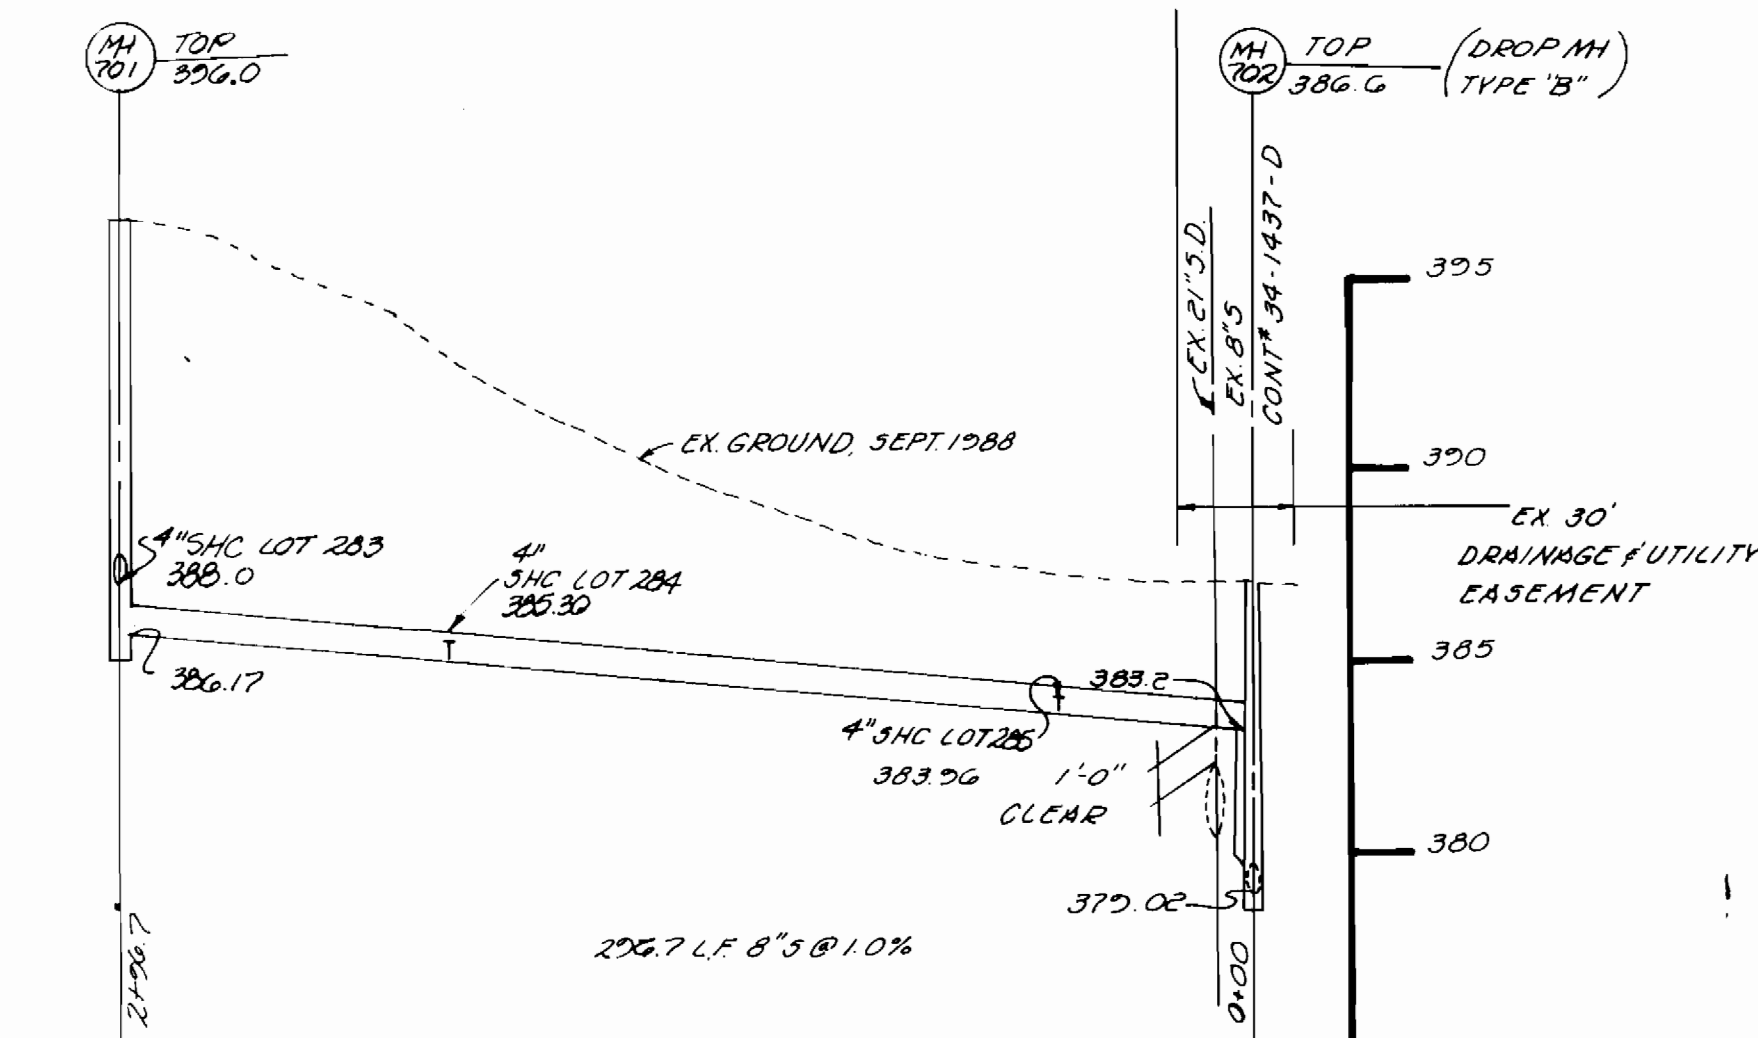 MH
701
TOP
396.0
MH
702
TOP
386.6
(DROP MH
TYPE "B")
EX. 21" S.D.
EX. 8" S
CONT# 34-1437-D
395
390
385
380
EX. GROUND, SEPT. 1988
EX. 30'
DRAINAGE & UTILITY
EASEMENT
4" SHC LOT 283
388.0
4"
SHC LOT 284
385.30
386.17
383.2
4" SHC LOT 285
383.96
1'-0"
CLEAR
379.02
296.7 L.F. 8" S @ 1.0%
2+96.7
0+00